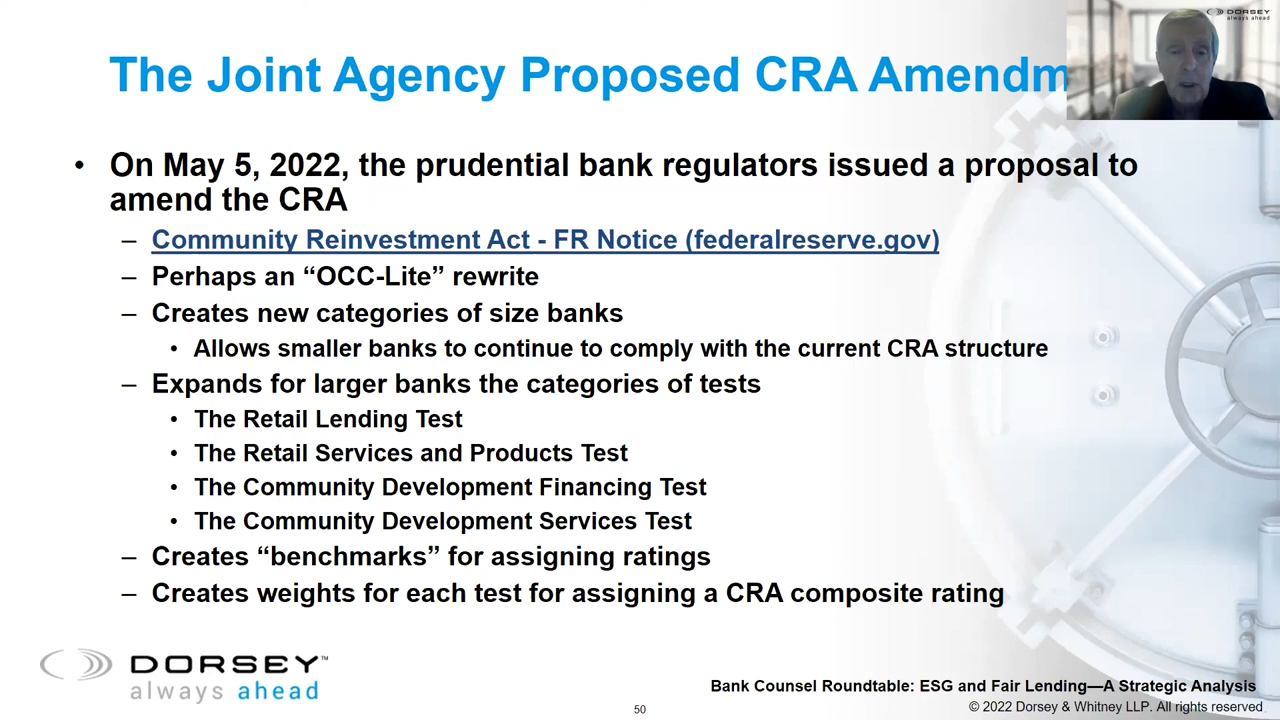 DORSEY
always ahead
The Joint Agency Proposed CRA Amendm
• On May 5, 2022, the prudential bank regulators issued a proposal to
amend the CRA
– Community Reinvestment Act - FR Notice (federalreserve.gov)
– Perhaps an “OCC-Lite” rewrite
– Creates new categories of size banks
• Allows smaller banks to continue to comply with the current CRA structure
– Expands for larger banks the categories of tests
• The Retail Lending Test
• The Retail Services and Products Test
• The Community Development Financing Test
• The Community Development Services Test
– Creates “benchmarks” for assigning ratings
– Creates weights for each test for assigning a CRA composite rating
DORSEY™
always ahead
Bank Counsel Roundtable: ESG and Fair Lending—A Strategic Analysis
50
© 2022 Dorsey & Whitney LLP. All rights reserved